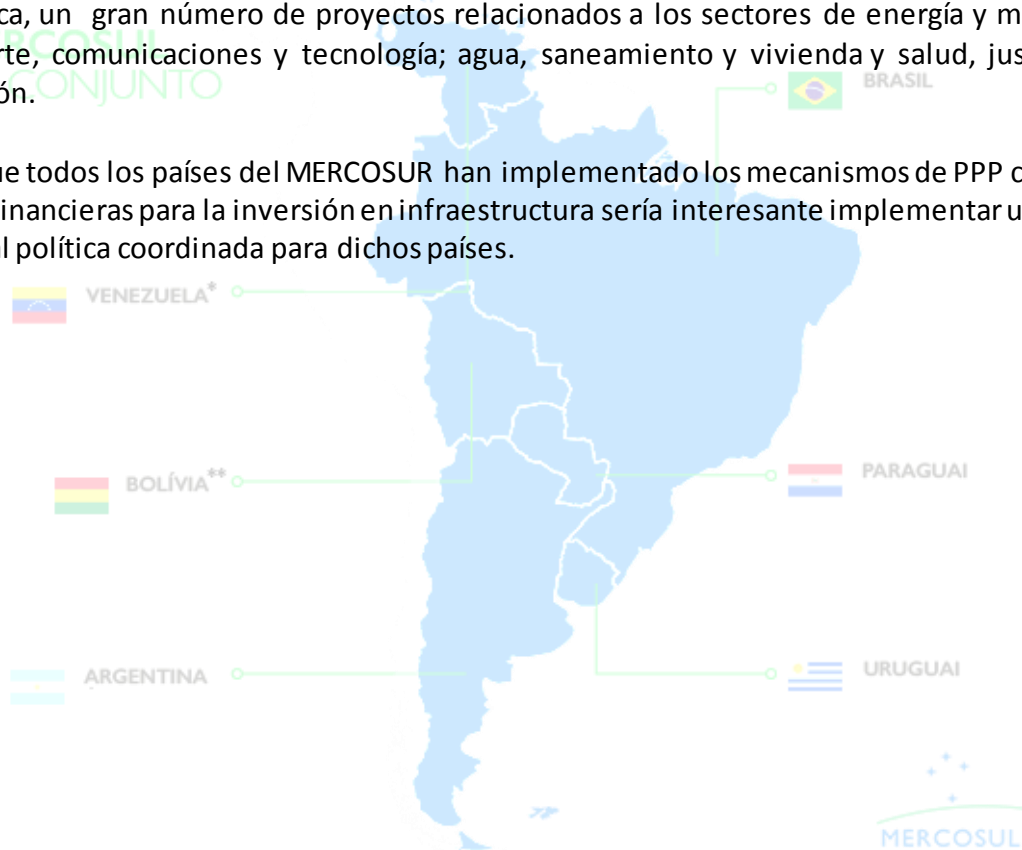 ca, un gran número de proyectos relacionados a los sectores de energía y m
rte, comunicaciones y tecnología; agua, saneamiento y vivienda y salud, jus
ón.
RCOSUL
CONJUNTO
BRASIL
ue todos los países del MERCOSUR han implementado los mecanismos de PPP c
inancieras para la inversión en infraestructura sería interesante implementar u
al política coordinada para dichos países.
VENEZUELA*
BOLÍVIA**
PARAGUAI
ARGENTINA
URUGUAI
MERCOSUL